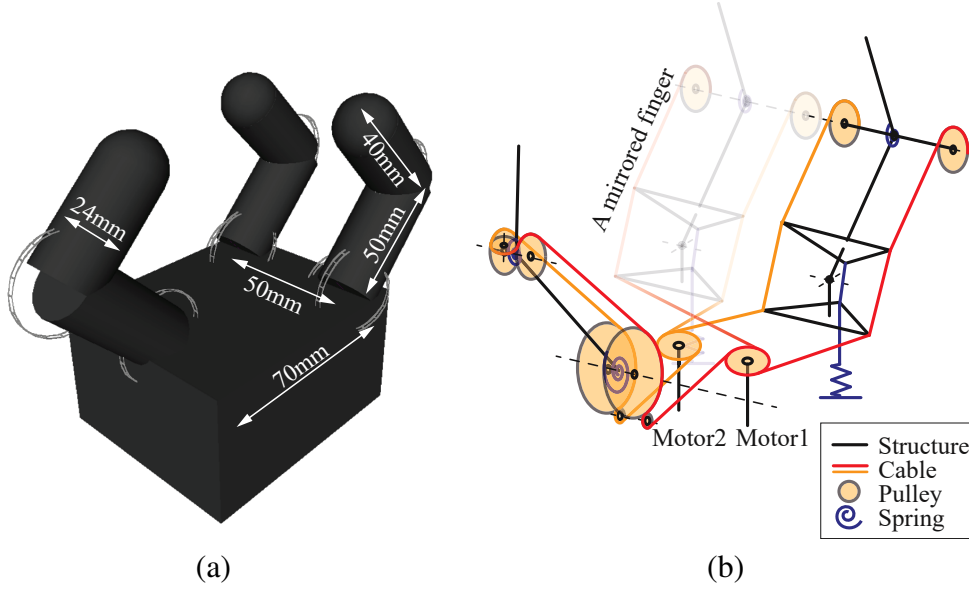 40mm
24mm
50mm
50mm
70mm
(a)
A mirrored finger
Motor2
Motor1
Structure
Cable
Pulley
Spring
(b)